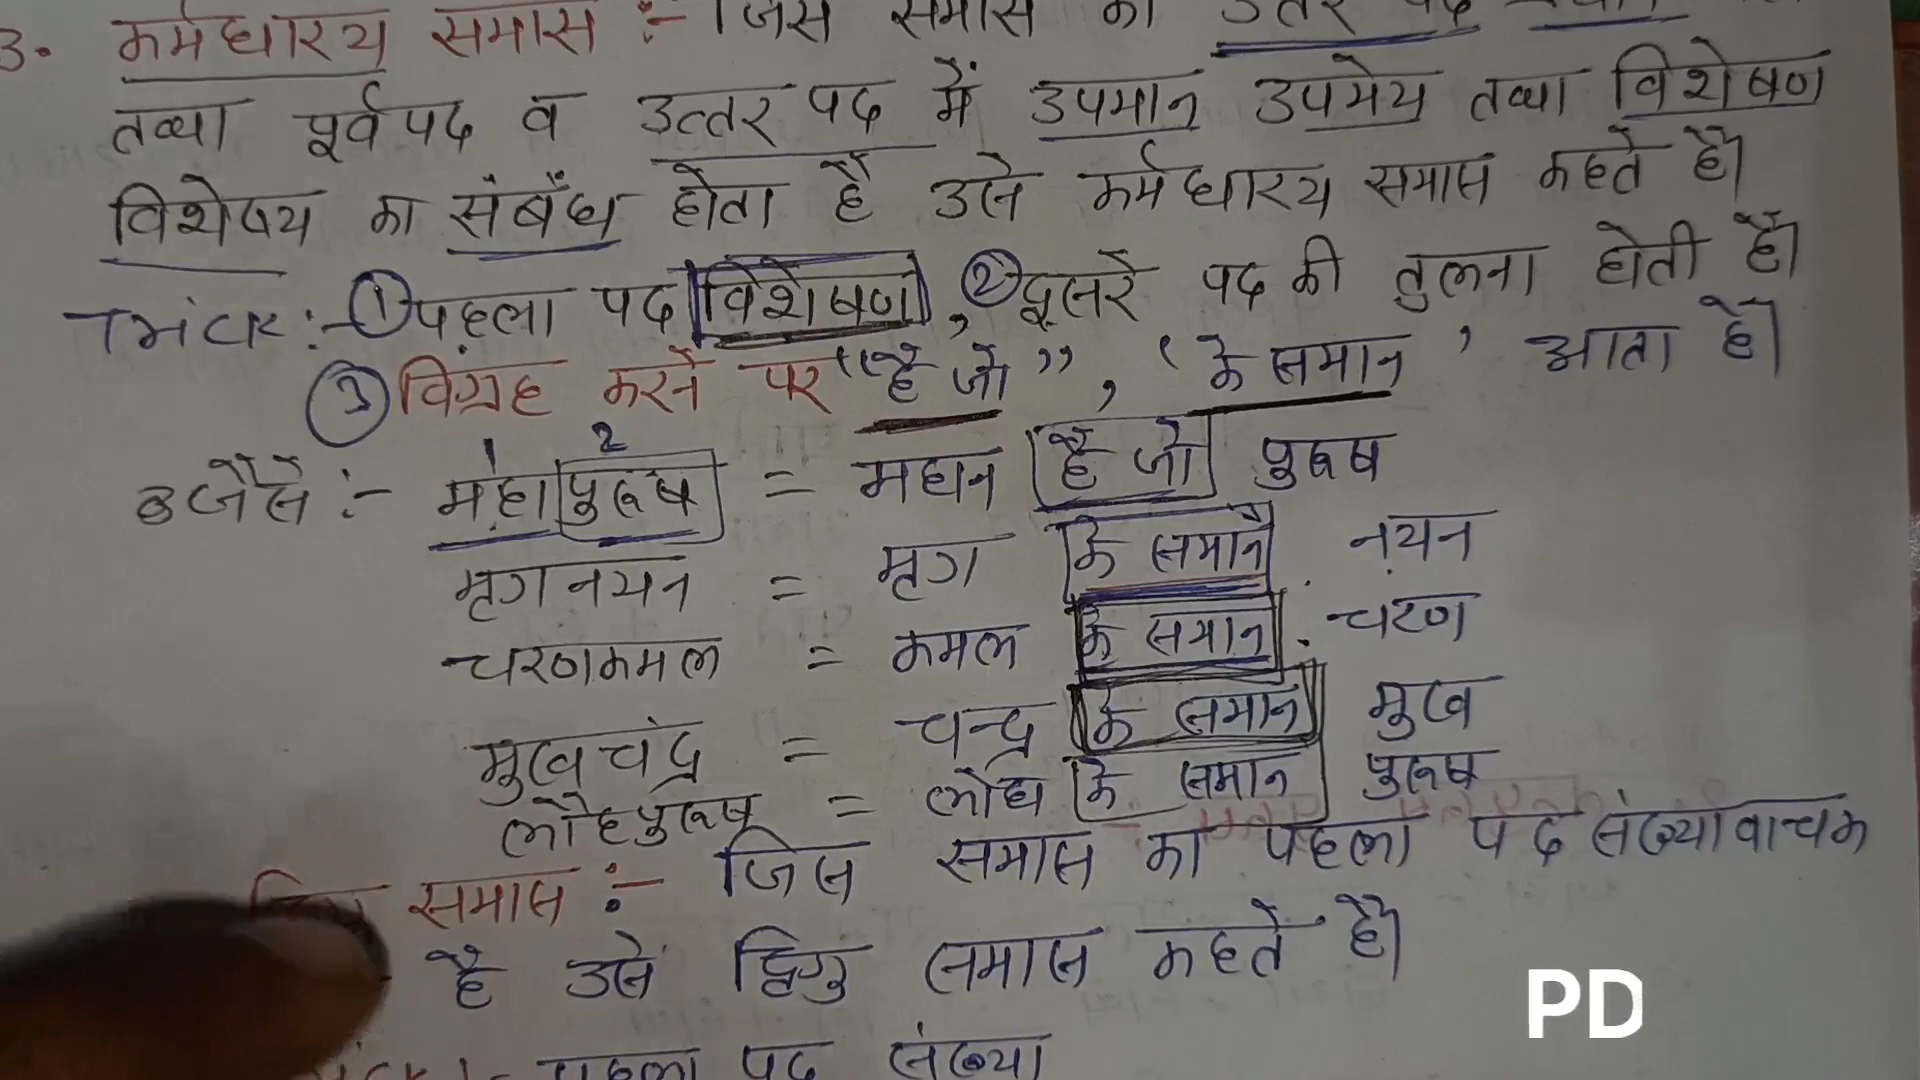 3. कर्मधारय समास :- जिस समास का उत्तर पद
तथा पूर्वपद व उत्तर पद में उपमान उपमेय तथा विशेषण
विशेष्य का संबंध होता है उसे कर्मधारय समास कहते है।
① पहला पद विशेषण, ② दूसरे पद की तुलना होती है।
③ विग्रह करने पर "है जो", 'के समान' आता है।
जैसे :- महापुरूष = महान है जो पुरूष
1 2
मृगनयन = मृग के समान नयन
चरणकमल = कमल के समान चरण
मुखचंद्र = चन्द्र के समान मुख
लौहपुरूष = लोह के समान पुरूष
समास :- जिस समास का पहला पद संख्यावाचक
है उसे द्विगु समास कहते है।
पहला पद संख्या
PD